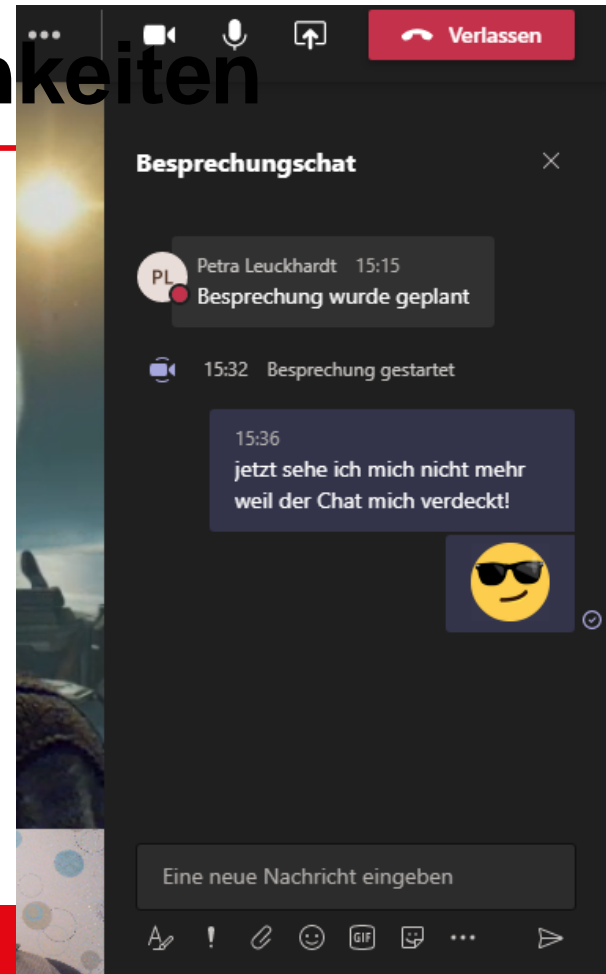 keiten
Verlassen
Besprechungschat
PL
Petra Leuckhardt 15:15
Besprechung wurde geplant
15:32 Besprechung gestartet
15:36
jetzt sehe ich mich nicht mehr
weil der Chat mich verdeckt!
Eine neue Nachricht eingeben
GIF